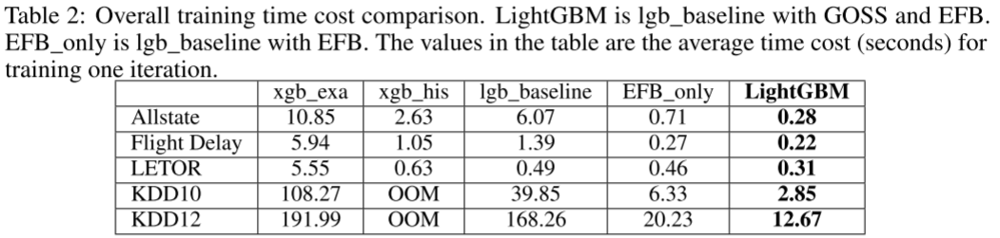 Table 2: Overall training time cost comparison. LightGBM is lgb_baseline with GOSS and EFB.
EFB_only is lgb_baseline with EFB. The values in the table are the average time cost (seconds) for
training one iteration.
xgb_exa xgb_his lgb_baseline EFB_only LightGBM
Allstate 10.85 2.63 6.07 0.71 0.28
Flight Delay 5.94 1.05 1.39 0.27 0.22
LETOR 5.55 0.63 0.49 0.46 0.31
KDD10 108.27 OOM 39.85 6.33 2.85
KDD12 191.99 OOM 168.26 20.23 12.67